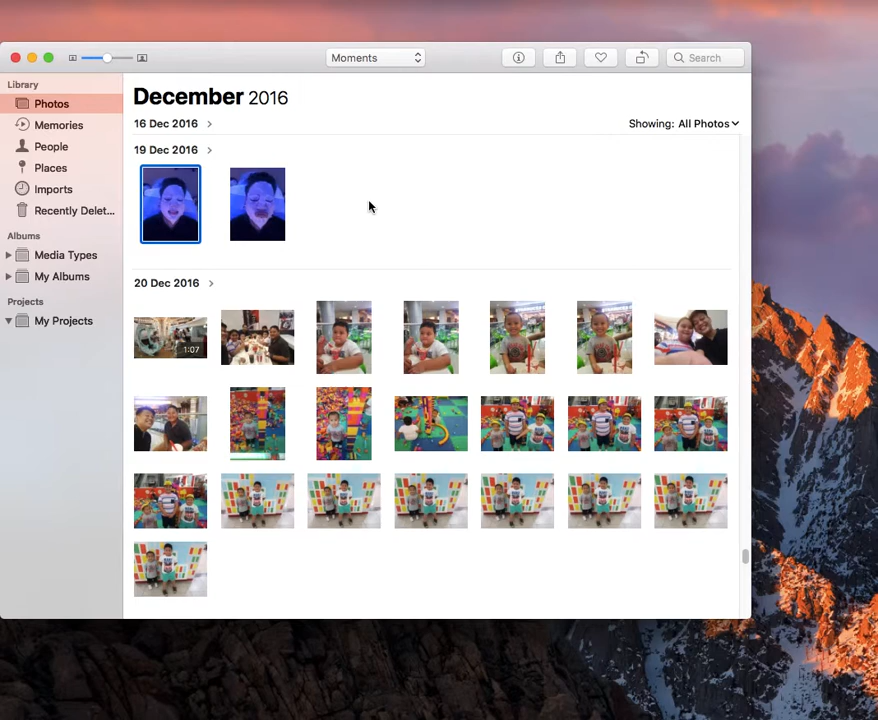 Moments
Search
Library
Photos
Memories
People
Places
Imports
Recently Delet...
Albums
Media Types
My Albums
Projects
My Projects
December 2016
16 Dec 2016
Showing: All Photos
19 Dec 2016
20 Dec 2016
1:07